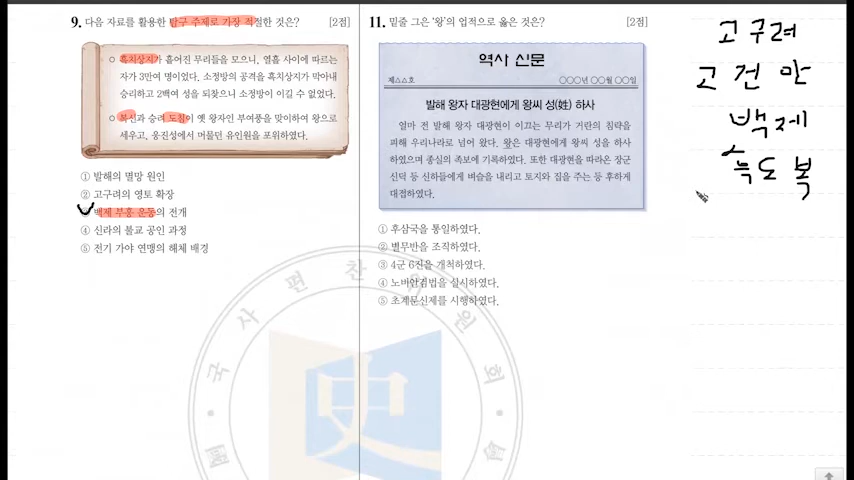 9. 다음 자료를 활용한 탐구 주제로 가장 적절한 것은? [2점]
○ 흑치상지가 흩어진 무리들을 모으니, 열흘 사이에 따르는
자가 3만여 명이었다. 소정방의 공격을 흑치상지가 막아내
승리하고 2백여 성을 되찾으니 소정방이 이길 수 없었다.
○ 복신과 승려 도침이 옛 왕자인 부여풍을 맞이하여 왕으로
세우고, 웅진성에서 머물던 유인원을 포위하였다.
① 발해의 멸망 원인
② 고구려의 영토 확장
③ 백제 부흥 운동의 전개
④ 신라의 불교 공인 과정
⑤ 전기 가야 연맹의 해체 배경
11. 밑줄 그은 '왕'의 업적으로 옳은 것은? [2점]
역사 신문
제△△호 ○○○○년 ○○월 ○○일
발해 왕자 대광현에게 왕씨 성(姓) 하사
얼마 전 발해 왕자 대광현이 이끄는 무리가 거란의 침략을
피해 우리나라로 넘어 왔다. 왕은 대광현에게 왕씨 성을 하사
하였으며 종실의 족보에 기록하였다. 또한 대광현을 따라온 장군
신덕 등 신하들에게 벼슬을 내리고 토지와 집을 주는 등 후하게
대접하였다.
① 후삼국을 통일하였다.
② 별무반을 조직하였다.
③ 4군 6진을 개척하였다.
④ 노비안검법을 실시하였다.
⑤ 초계문신제를 시행하였다.
고구려
고 건 만
백제
흑 도 복
국사편찬위원회
史
國